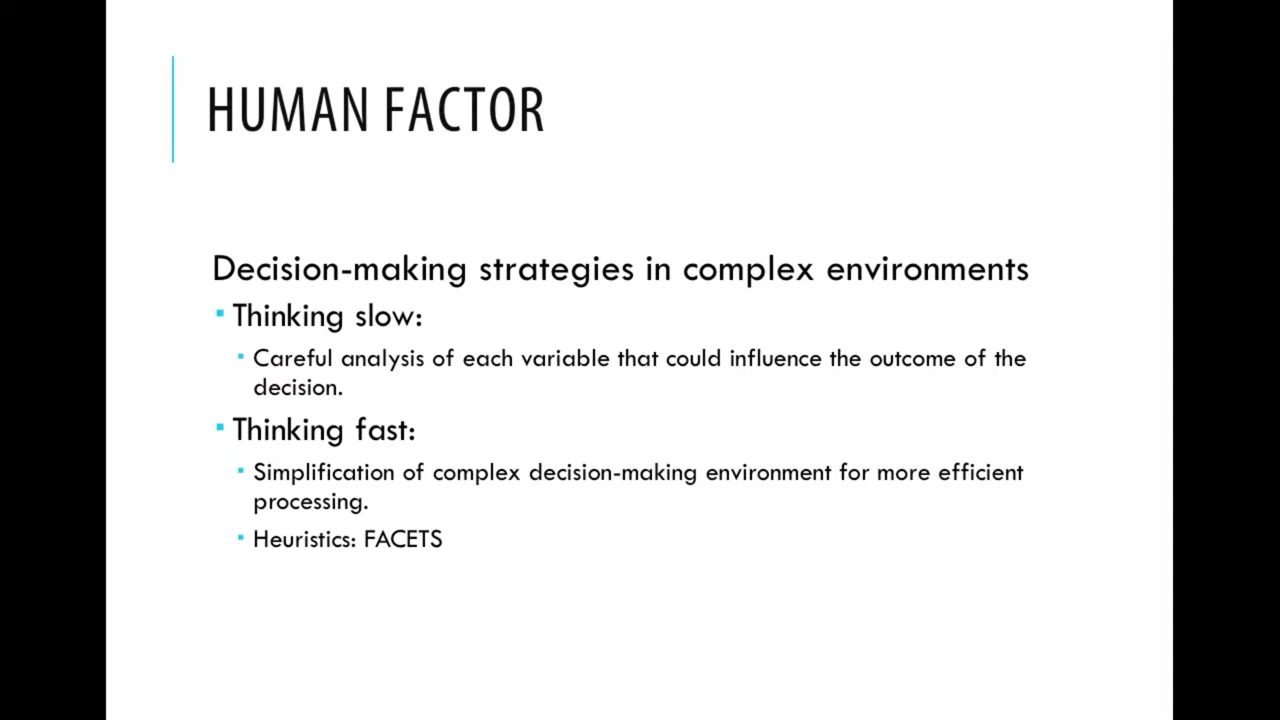 HUMAN FACTOR
Decision-making strategies in complex environments
Thinking slow:
Careful analysis of each variable that could influence the outcome of the
decision.
Thinking fast:
Simplification of complex decision-making environment for more efficient
processing.
Heuristics: FACETS